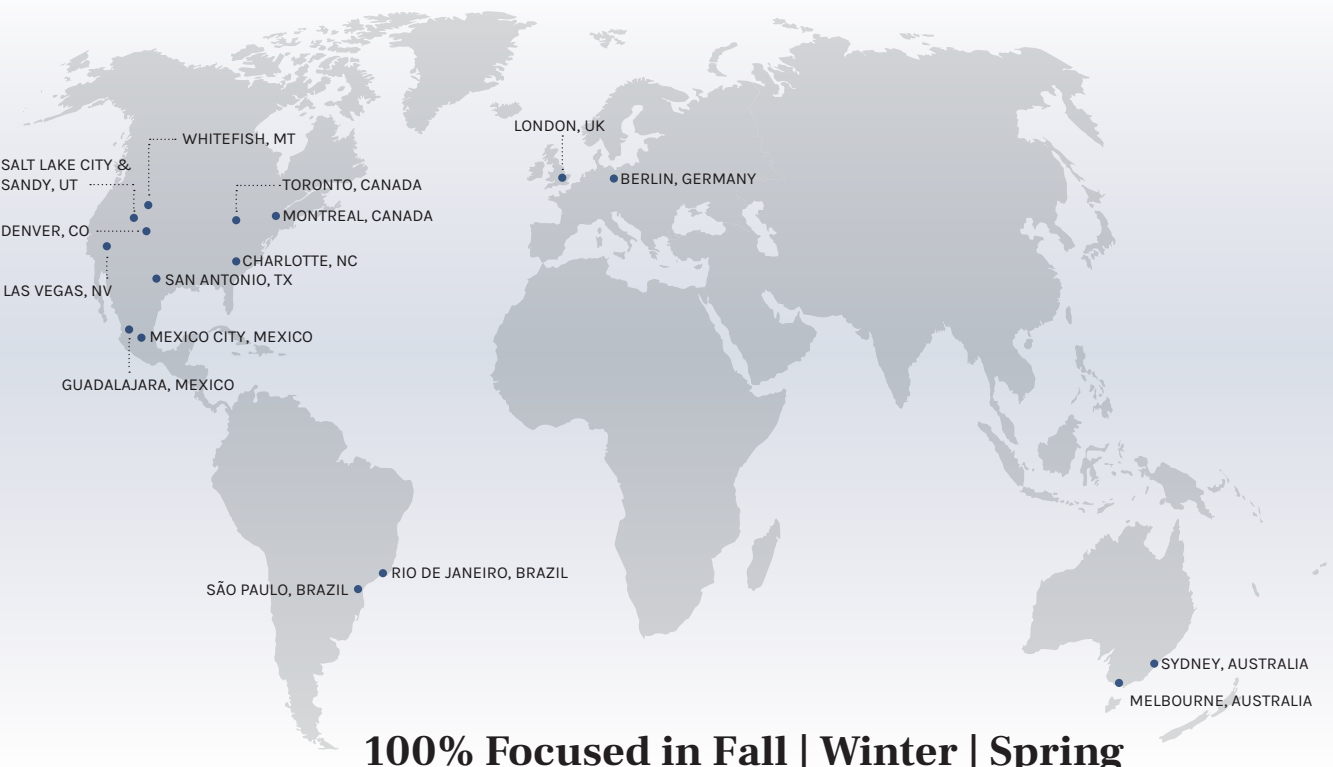 LONDON, UK
WHITEFISH, MT
SALT LAKE CITY &
SANDY, UT
TORONTO, CANADA
BERLIN, GERMANY
MONTREAL, CANADA
DENVER, CO
CHARLOTTE, NC
SAN ANTONIO, TX
LAS VEGAS, NV
MEXICO CITY, MEXICO
GUADALAJARA, MEXICO
RIO DE JANEIRO, BRAZIL
SÃO PAULO, BRAZIL
SYDNEY, AUSTRALIA
MELBOURNE, AUSTRALIA
100% Focused in Fall | Winter | Spring